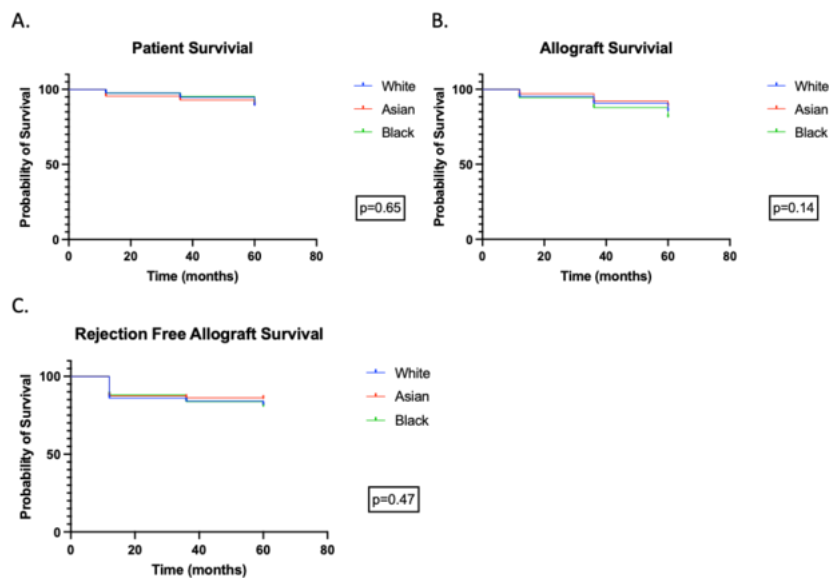 A.
Patient Survivial
100
50
0
0 20 40 60 80
Probability of Survival
Time (months)
White
Asian
Black
p=0.65
B.
Allograft Survivial
100
50
0
0 20 40 60 80
Probability of Survival
Time (months)
White
Asian
Black
p=0.14
C.
Rejection Free Allograft Survival
100
50
0
0 20 40 60 80
Probability of Survival
Time (months)
White
Asian
Black
p=0.47